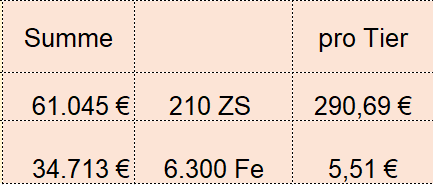 Summe pro Tier
61.045 € 210 ZS 290,69 €
34.713 € 6.300 Fe 5,51 €